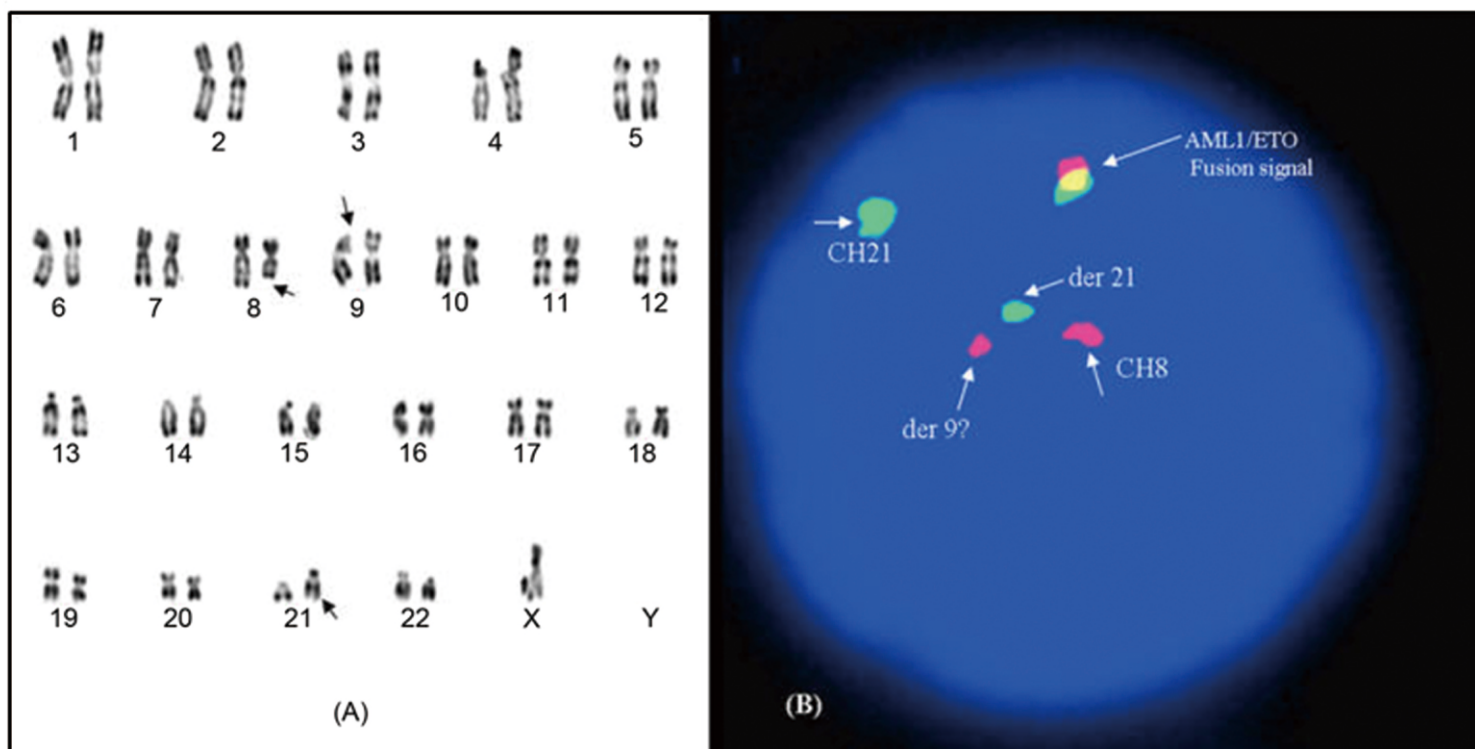 1 2 3 4 5
6 7 8 9 10 11 12
13 14 15 16 17 18
19 20 21 22 X Y
(A)
AML1/ETO
Fusion signal
CH21
der 21
CH8
der 9?
(B)